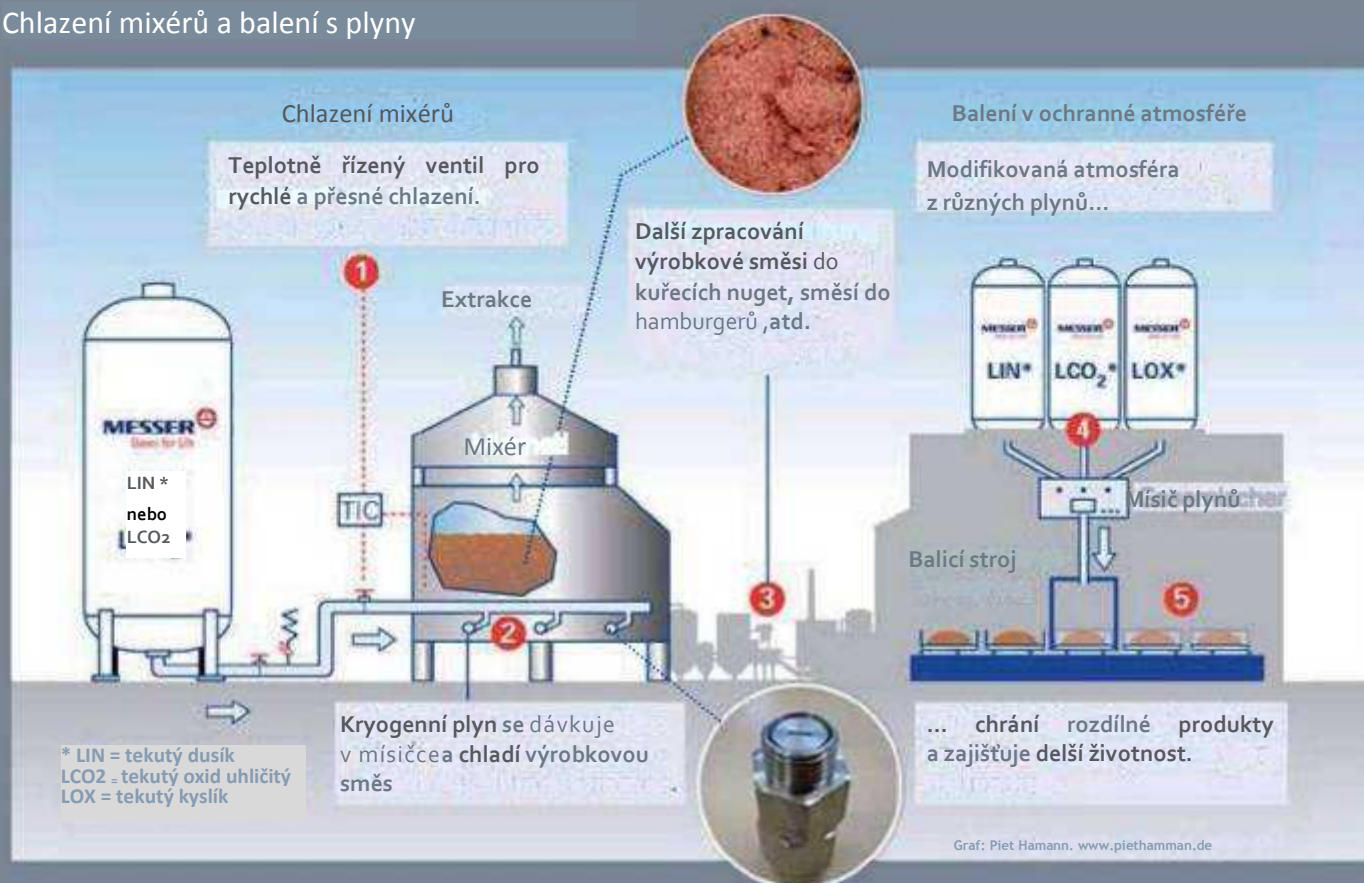 Chlazení mixérů a balení s plyny
Chlazení mixérů
Teplotně řízený ventil pro
rychlé a přesné chlazení.
1
Extrakce
Mixér
MESSER
Gases for Life
LIN *
nebo
LCO2
TIC
2
Další zpracování
výrobkové směsi do
kuřecích nuget, směsí do
hamburgerů ,atd.
3
Kryogenní plyn se dávkuje
v mísičcea chladí výrobkovou
směs
* LIN = tekutý dusík
LCO2 = tekutý oxid uhličitý
LOX = tekutý kyslík
Balení v ochranné atmosféře
Modifikovaná atmosféra
z různých plynů...
MESSER MESSER MESSER
LIN* LCO₂* LOX*
4
Mísič plynů
Balicí stroj
5
... chrání rozdílné produkty
a zajišťuje delší životnost.
Graf: Piet Hamann. www.piethamman.de